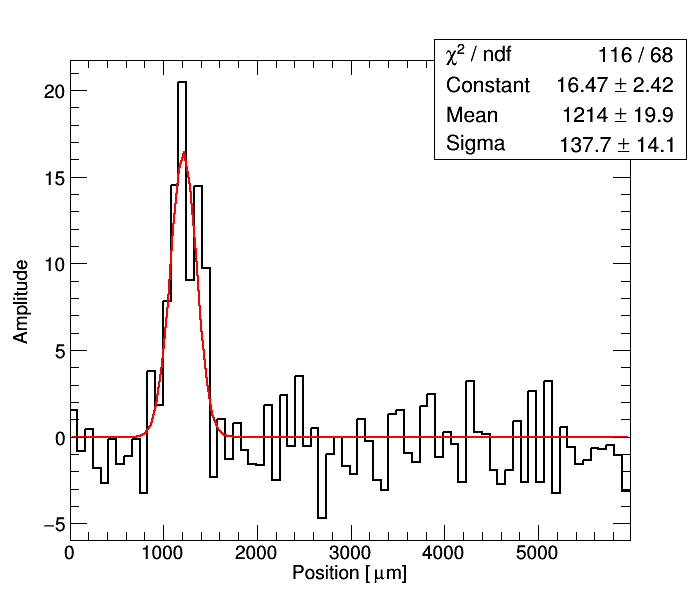 χ² / ndf 116 / 68
Constant 16.47 ± 2.42
Mean 1214 ± 19.9
Sigma 137.7 ± 14.1
20
15
10
5
0
−5
Amplitude
0 1000 2000 3000 4000 5000
Position [ μm]